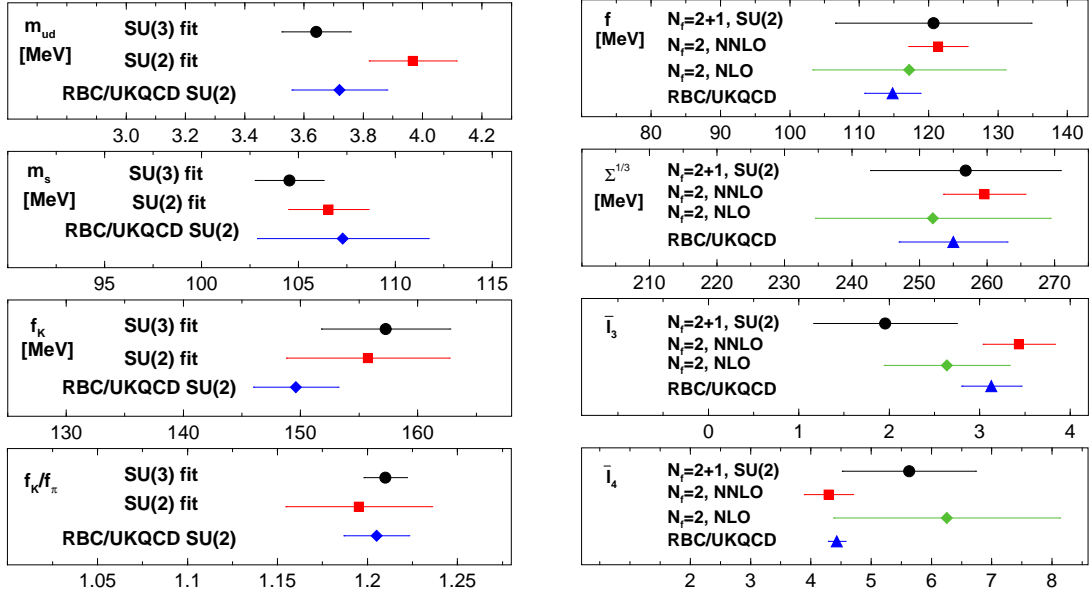 m_ud
[MeV]
SU(3) fit
SU(2) fit
RBC/UKQCD SU(2)
3.0 3.2 3.4 3.6 3.8 4.0 4.2
m_s
[MeV]
SU(3) fit
SU(2) fit
RBC/UKQCD SU(2)
95 100 105 110 115
f_K
[MeV]
SU(3) fit
SU(2) fit
RBC/UKQCD SU(2)
130 140 150 160
f_K/f_π
SU(3) fit
SU(2) fit
RBC/UKQCD SU(2)
1.05 1.1 1.15 1.2 1.25
f
[MeV]
N_f=2+1, SU(2)
N_f=2, NNLO
N_f=2, NLO
RBC/UKQCD
70 80 90 100 110 120 130 140
Σ^1/3
[MeV]
N_f=2+1, SU(2)
N_f=2, NNLO
N_f=2, NLO
RBC/UKQCD
210 220 230 240 250 260 270
l̄_3
N_f=2+1, SU(2)
N_f=2, NNLO
N_f=2, NLO
RBC/UKQCD
0 1 2 3 4
l̄_4
N_f=2+1, SU(2)
N_f=2, NNLO
N_f=2, NLO
RBC/UKQCD
2 3 4 5 6 7 8